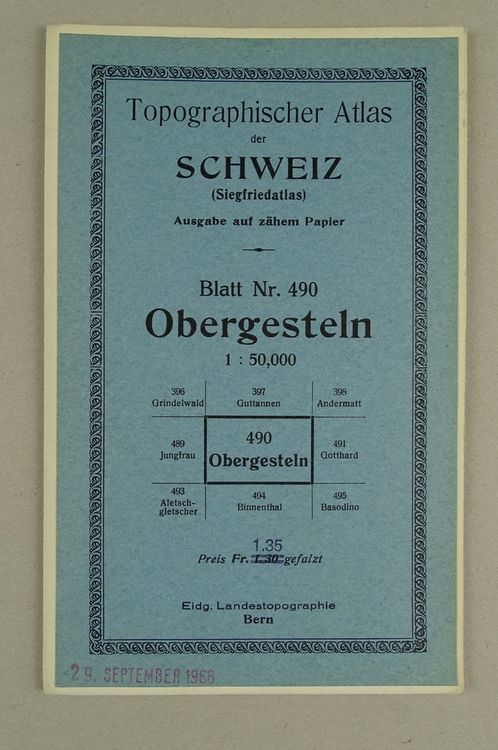 Topographischer Atlas
der
SCHWEIZ
(Siegfriedatlas)
Ausgabe auf zähem Papier
Blatt Nr. 490
Obergesteln
1 : 50,000
396 397 398
Grindelwald Guttannen Andermatt
489 490 491
Jungfrau Obergesteln Gotthard
493 494 495
Aletsch-
gletscher Binnenthal Basodino
1.35
Preis Fr. 1.30 gefalzt
Eidg. Landestopographie
Bern
29. SEPTEMBER 1966